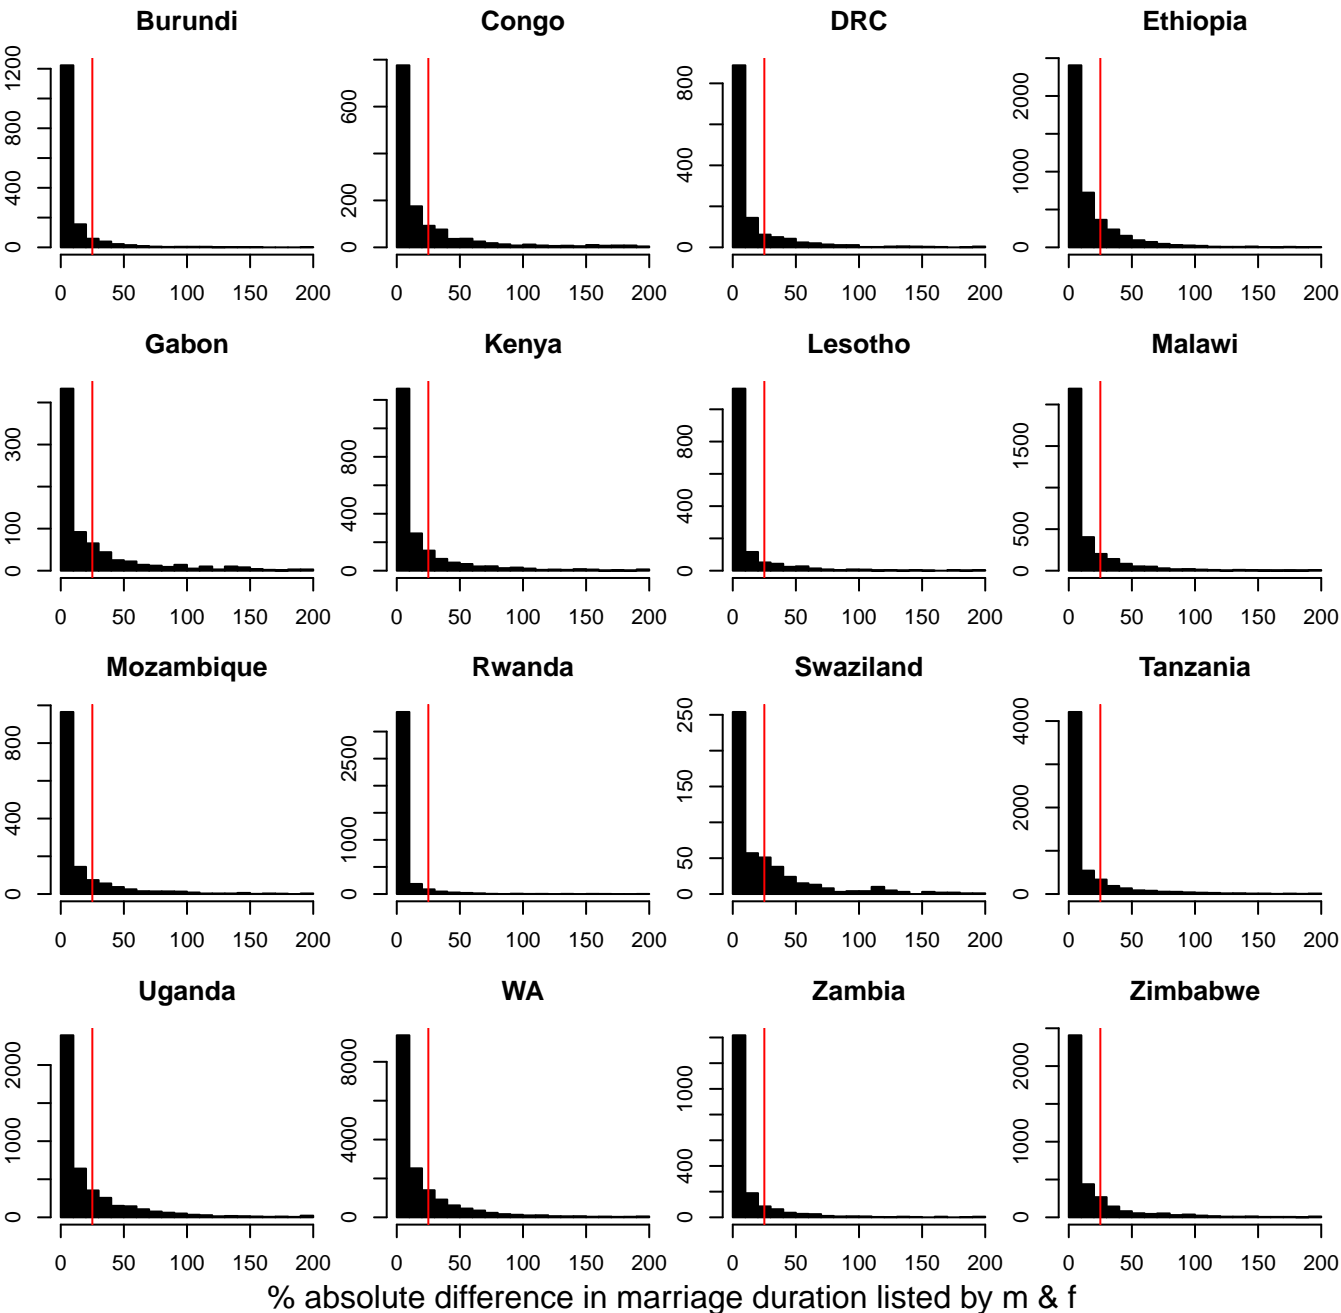 Burundi Congo DRC Ethiopia
0 400 800 1200 200 600 0 400 800 0 1000 2000
0 50 100 150 200 0 50 100 150 200 0 50 100 150 200 0 50 100 150 200
Gabon Kenya Lesotho Malawi
0 100 300 0 400 800 0 400 800 0 500 1500
0 50 100 150 200 0 50 100 150 200 0 50 100 150 200 0 50 100 150 200
Mozambique Rwanda Swaziland Tanzania
0 400 800 0 1000 2500 0 50 150 250 0 2000 4000
0 50 100 150 200 0 50 100 150 200 0 50 100 150 200 0 50 100 150 200
Uganda WA Zambia Zimbabwe
0 1000 2000 0 4000 8000 0 400 1000 0 1000 2000
0 50 100 150 200 0 50 100 150 200 0 50 100 150 200 0 50 100 150 200
% absolute difference in marriage duration listed by m & f